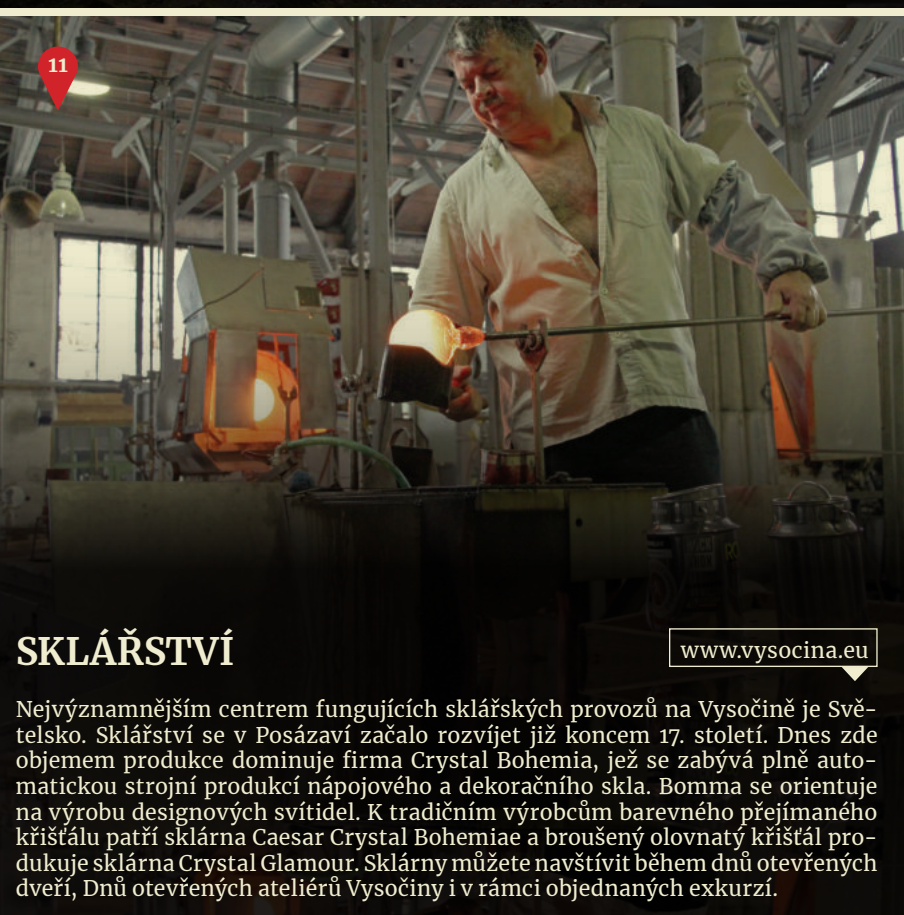 11
SKLÁŘSTVÍ
www.vysocina.eu
Nejvýznamnějším centrem fungujících sklářských provozů na Vysočině je Svě-
telsko. Sklářství se v Posázaví začalo rozvíjet již koncem 17. století. Dnes zde
objemem produkce dominuje firma Crystal Bohemia, jež se zabývá plně auto-
matickou strojní produkcí nápojového a dekoračního skla. Bomma se orientuje
na výrobu designových svítidel. K tradičním výrobcům barevného přejímaného
křišťálu patří sklárna Caesar Crystal Bohemiae a broušený olovnatý křišťál pro-
dukuje sklárna Crystal Glamour. Sklárny můžete navštívit během dnů otevřených
dveří, Dnů otevřených ateliérů Vysočiny i v rámci objednaných exkurzí.